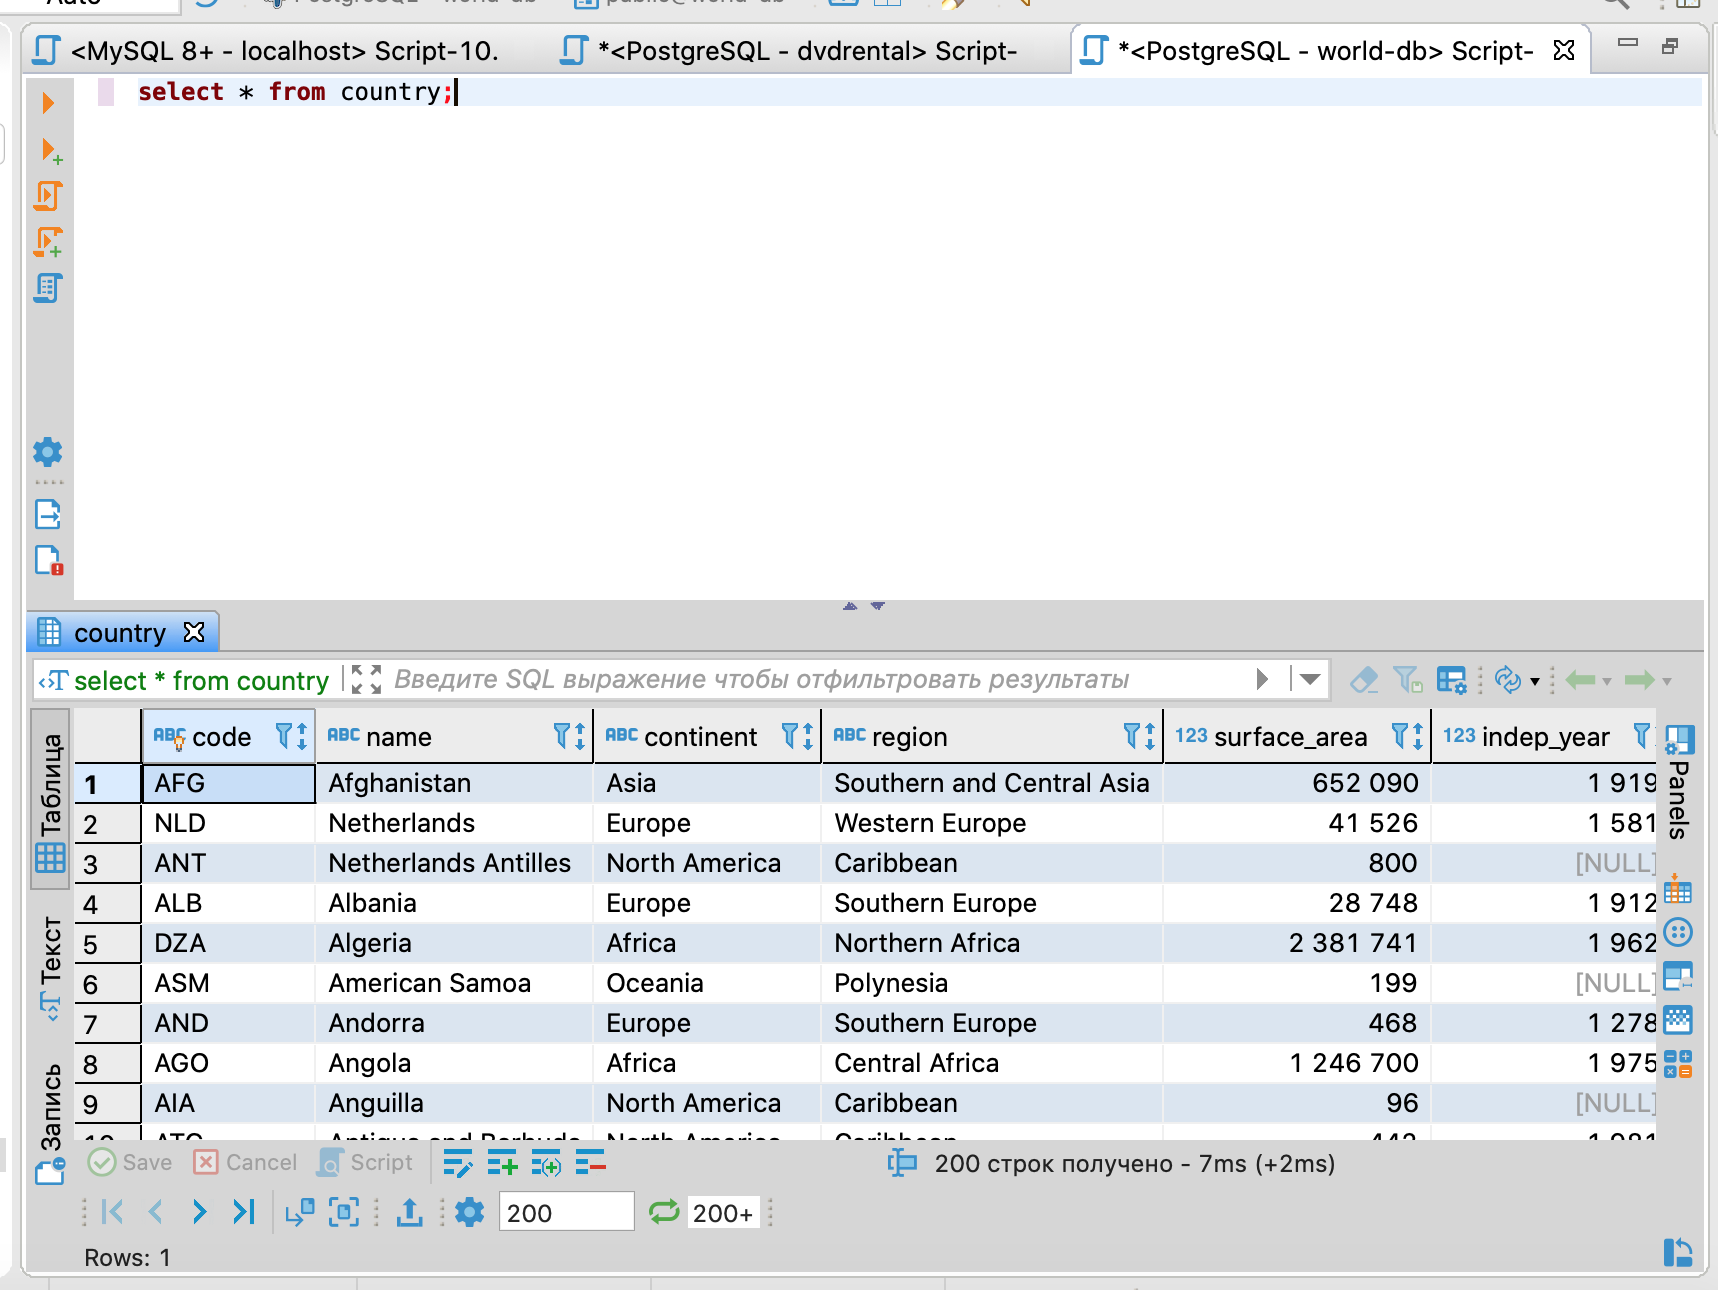 <MySQL 8+ - localhost> Script-10. *<PostgreSQL - dvdrental> Script- *<PostgreSQL - world-db> Script-
select * from country;
country
select * from country Введите SQL выражение чтобы отфильтровать результаты
code name continent region surface_area indep_year
1 AFG Afghanistan Asia Southern and Central Asia 652 090 1 919
2 NLD Netherlands Europe Western Europe 41 526 1 581
3 ANT Netherlands Antilles North America Caribbean 800 [NULL]
4 ALB Albania Europe Southern Europe 28 748 1 912
5 DZA Algeria Africa Northern Africa 2 381 741 1 962
6 ASM American Samoa Oceania Polynesia 199 [NULL]
7 AND Andorra Europe Southern Europe 468 1 278
8 AGO Angola Africa Central Africa 1 246 700 1 975
9 AIA Anguilla North America Caribbean 96 [NULL]
Таблица
Текст
Запись
Panels
Save Cancel Script 200 строк получено - 7ms (+2ms)
200 200+
Rows: 1